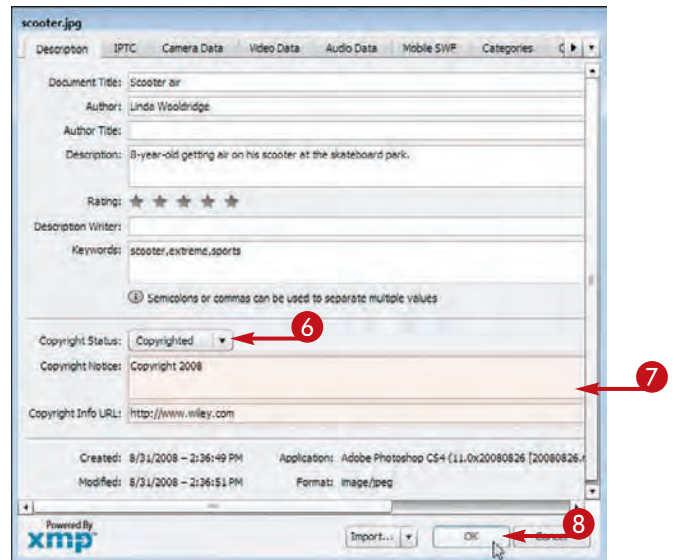 scooter.jpg
Description IPTC Camera Data Video Data Audio Data Mobile SWF Categories
Document Title: Scooter air
Author: Linda Wooldridge
Author Title:
Description: 8-year-old getting air on his scooter at the skateboard park.
Rating:
Description Writer:
Keywords: scooter,extreme,sports
Semicolons or commas can be used to separate multiple values
Copyright Status: Copyrighted
6
Copyright Notice: Copyright 2008
7
Copyright Info URL: http://www.wiley.com
Created: 8/31/2008 – 2:36:49 PM Application: Adobe Photoshop CS4 (11.0x20080826 [20080826.
Modified: 8/31/2008 – 2:36:51 PM Format: image/jpeg
Powered By
xmp Import... OK Cancel
8